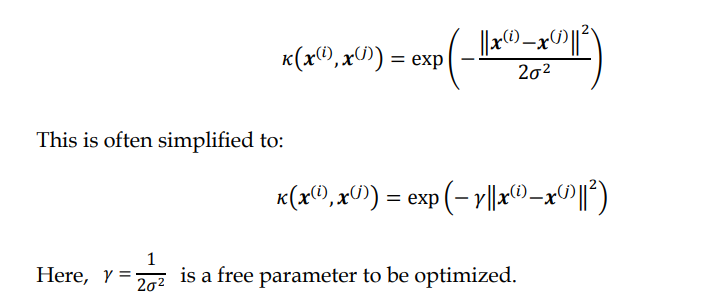 κ(x⁽ⁱ⁾, x⁽ʲ⁾) = exp(−‖x⁽ⁱ⁾−x⁽ʲ⁾‖² / 2σ²)
This is often simplified to:
κ(x⁽ⁱ⁾, x⁽ʲ⁾) = exp(−γ‖x⁽ⁱ⁾−x⁽ʲ⁾‖²)
Here, γ = 1/2σ² is a free parameter to be optimized.